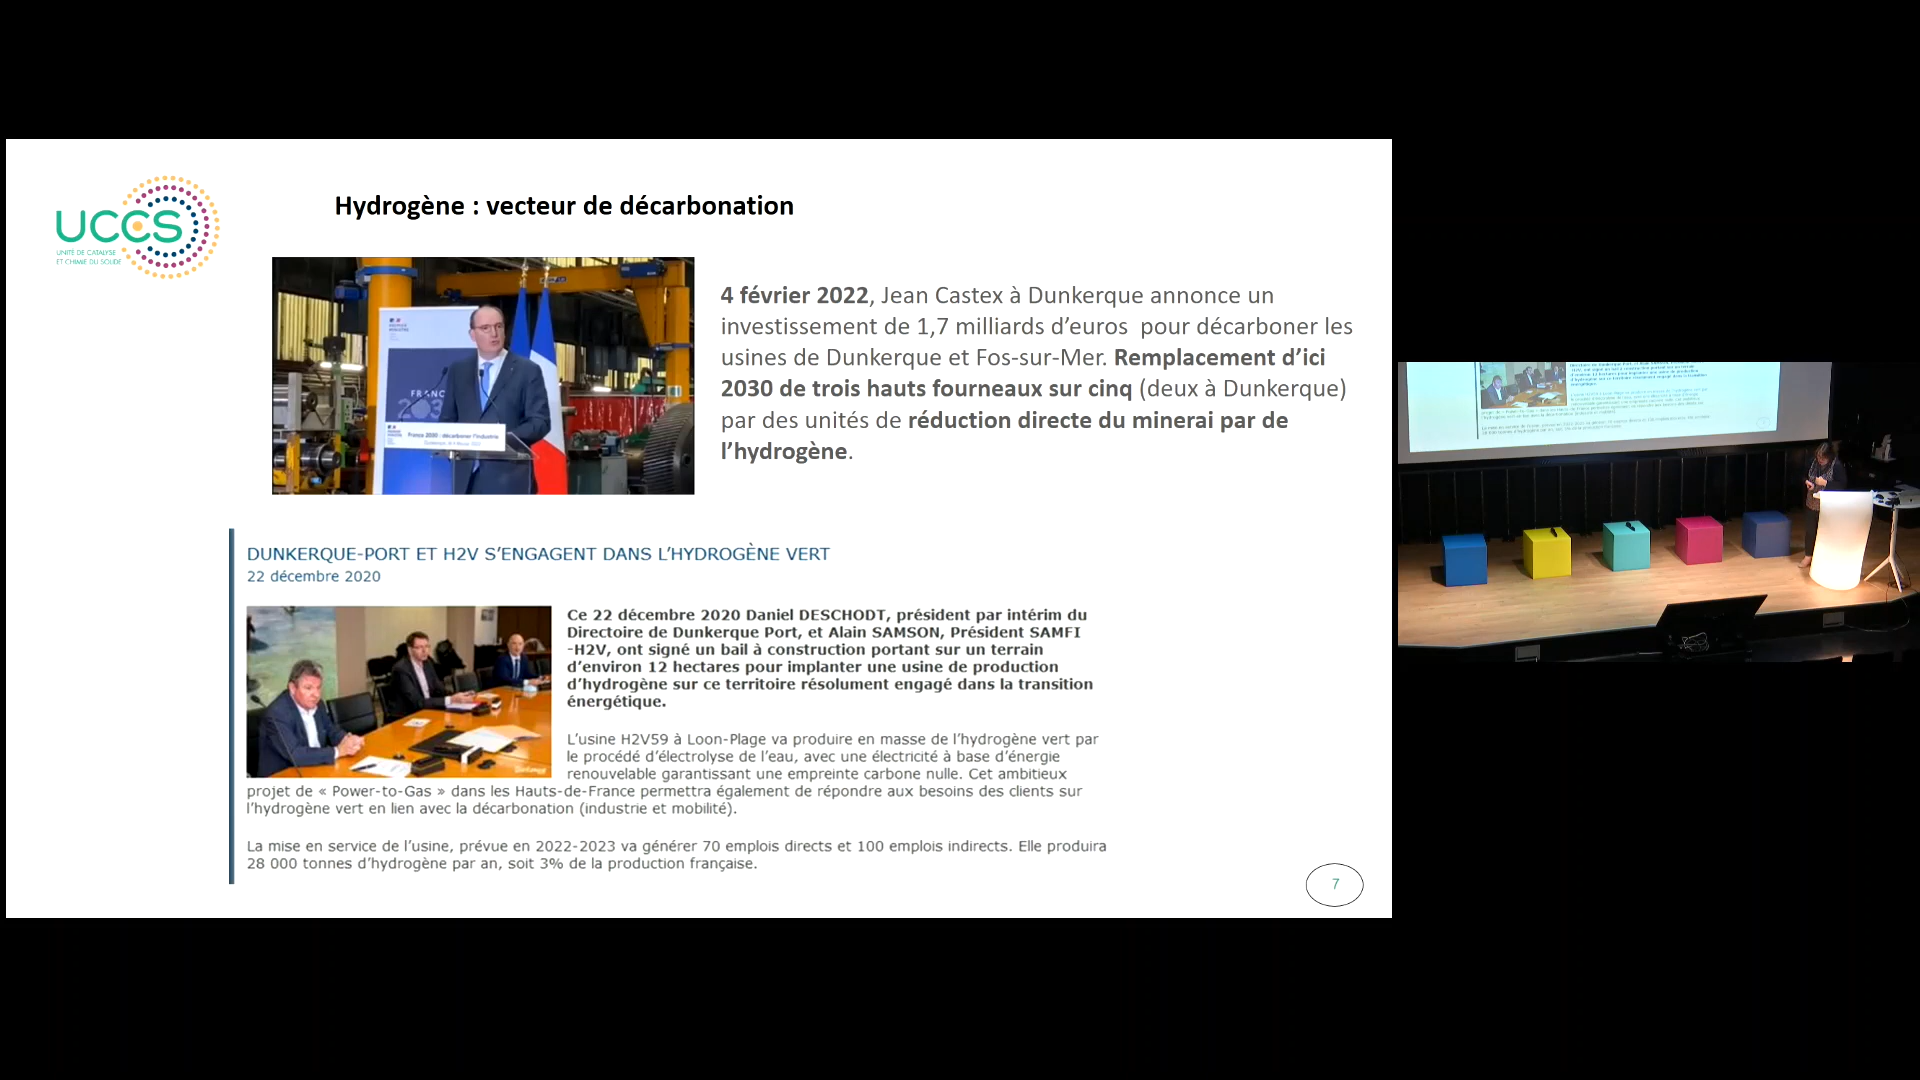 UCCS
UNITÉ DE CATALYSE
ET CHIMIE DU SOLIDE
Hydrogène : vecteur de décarbonation
FRANC
2030
France 2030 : décarboner l'industrie
4 février 2022, Jean Castex à Dunkerque annonce un
investissement de 1,7 milliards d’euros pour décarboner les
usines de Dunkerque et Fos-sur-Mer. Remplacement d’ici
2030 de trois hauts fourneaux sur cinq (deux à Dunkerque)
par des unités de réduction directe du minerai par de
l’hydrogène.
DUNKERQUE-PORT ET H2V S’ENGAGENT DANS L’HYDROGÈNE VERT
22 décembre 2020
Ce 22 décembre 2020 Daniel DESCHODT, président par intérim du
Directoire de Dunkerque Port, et Alain SAMSON, Président SAMFI
-H2V, ont signé un bail à construction portant sur un terrain
d’environ 12 hectares pour implanter une usine de production
d’hydrogène sur ce territoire résolument engagé dans la transition
énergétique.
L’usine H2V59 à Loon-Plage va produire en masse de l’hydrogène vert par
le procédé d’électrolyse de l’eau, avec une électricité à base d’énergie
renouvelable garantissant une empreinte carbone nulle. Cet ambitieux
projet de « Power-to-Gas » dans les Hauts-de-France permettra également de répondre aux besoins des clients sur
l’hydrogène vert en lien avec la décarbonation (industrie et mobilité).
La mise en service de l’usine, prévue en 2022-2023 va générer 70 emplois directs et 100 emplois indirects. Elle produira
28 000 tonnes d’hydrogène par an, soit 3% de la production française.
7